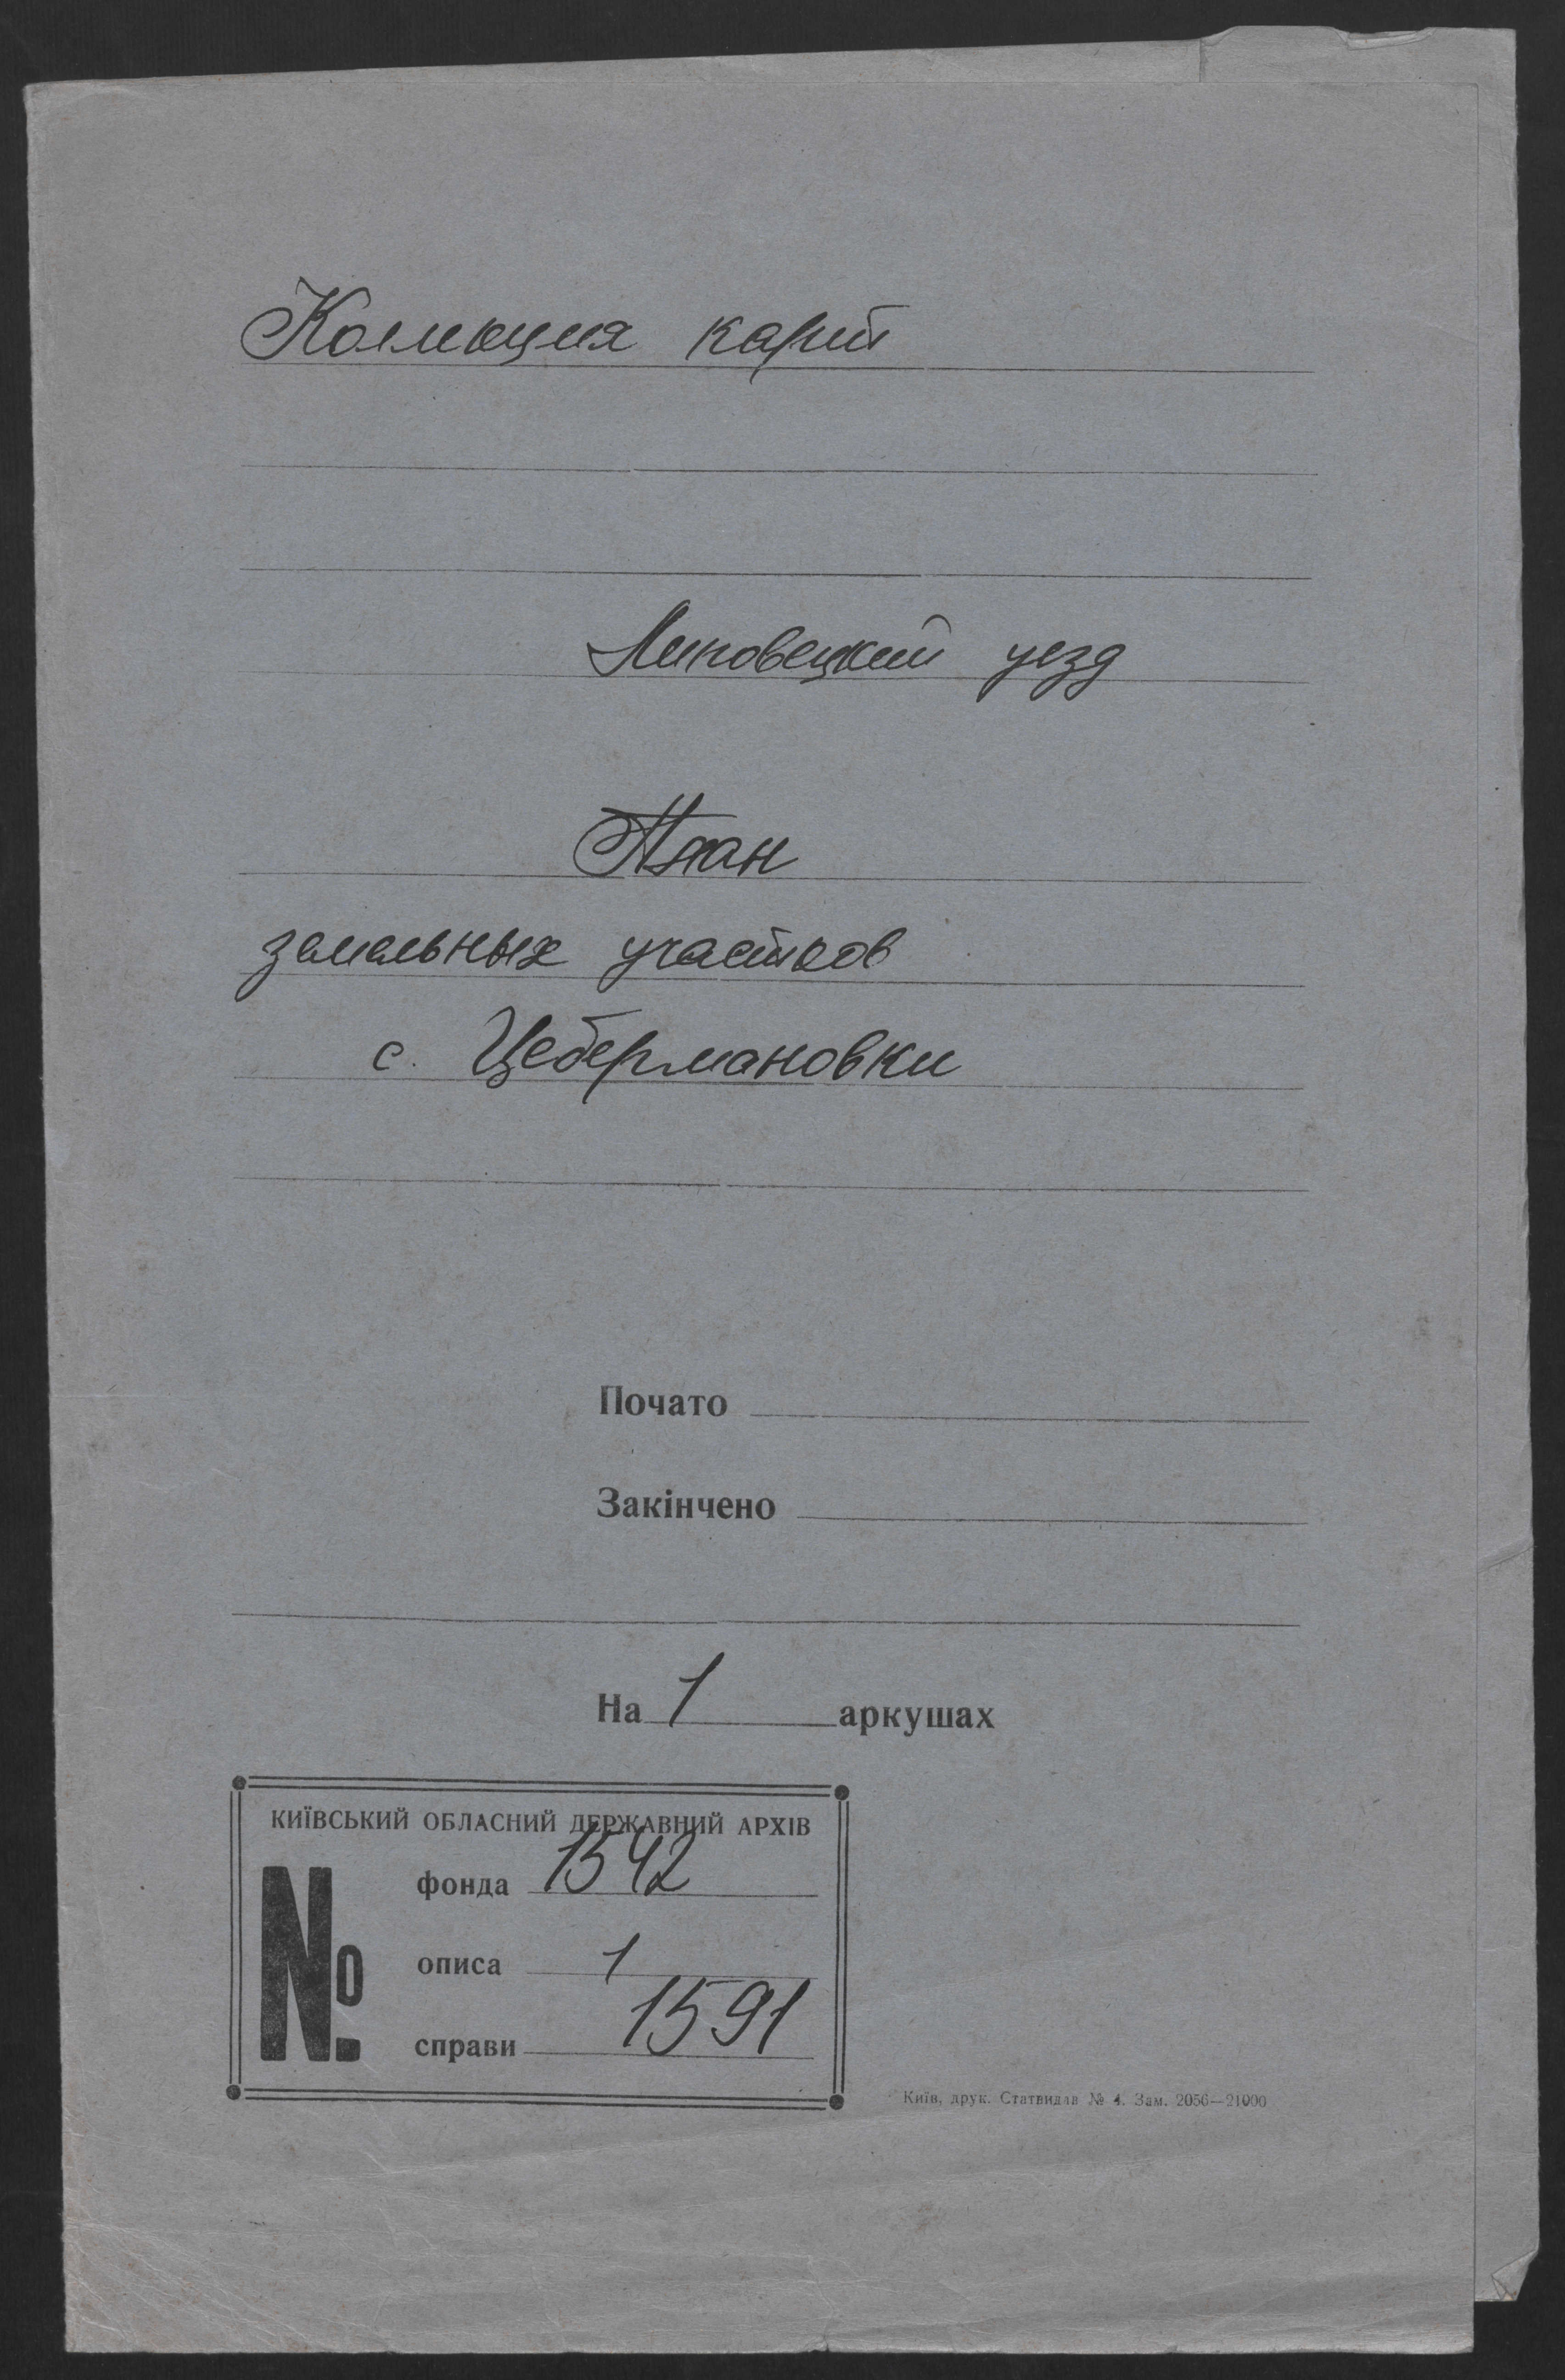 Коллекция карт
Липовецкий уезд
План
земельных участков
с. Цебермановки
Почато
Закінчено
На 1 аркушах
КИЇВСЬКИЙ ОБЛАСНИЙ ДЕРЖАВНИЙ АРХІВ
№
фонда 1542
описа 1
справи 1591
Київ, друк. Статвидав № 4. Зам. 2056—21000